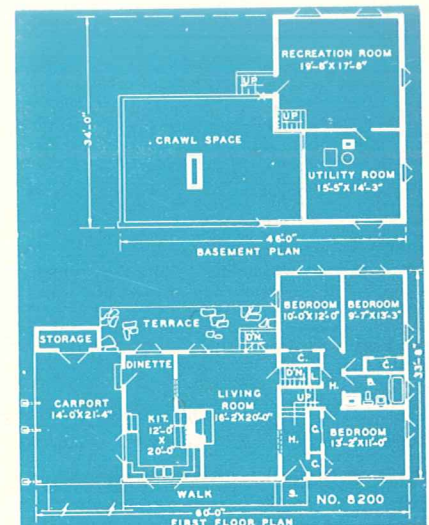 RECREATION ROOM
19'-8" X 17'-8"
UP
UP
34'-0"
CRAWL SPACE
UTILITY ROOM
15'-5" X 14'-3"
46'-0"
BASEMENT PLAN
TERRACE
BEDROOM
10'-0" X 12'-0"
BEDROOM
9'-7" X 13'-3"
STORAGE
DN.
DINETTE
C.
DN.
H.
C.
B.
33'-8"
CARPORT
14'-0" X 21'-4"
KIT.
12'-0"
X
20'-0"
LIVING
ROOM
16'-2" X 20'-0"
UP
H.
C.
C.
BEDROOM
13'-2" X 11'-0"
WALK
S.
NO. 8200
60'-0"
FIRST FLOOR PLAN